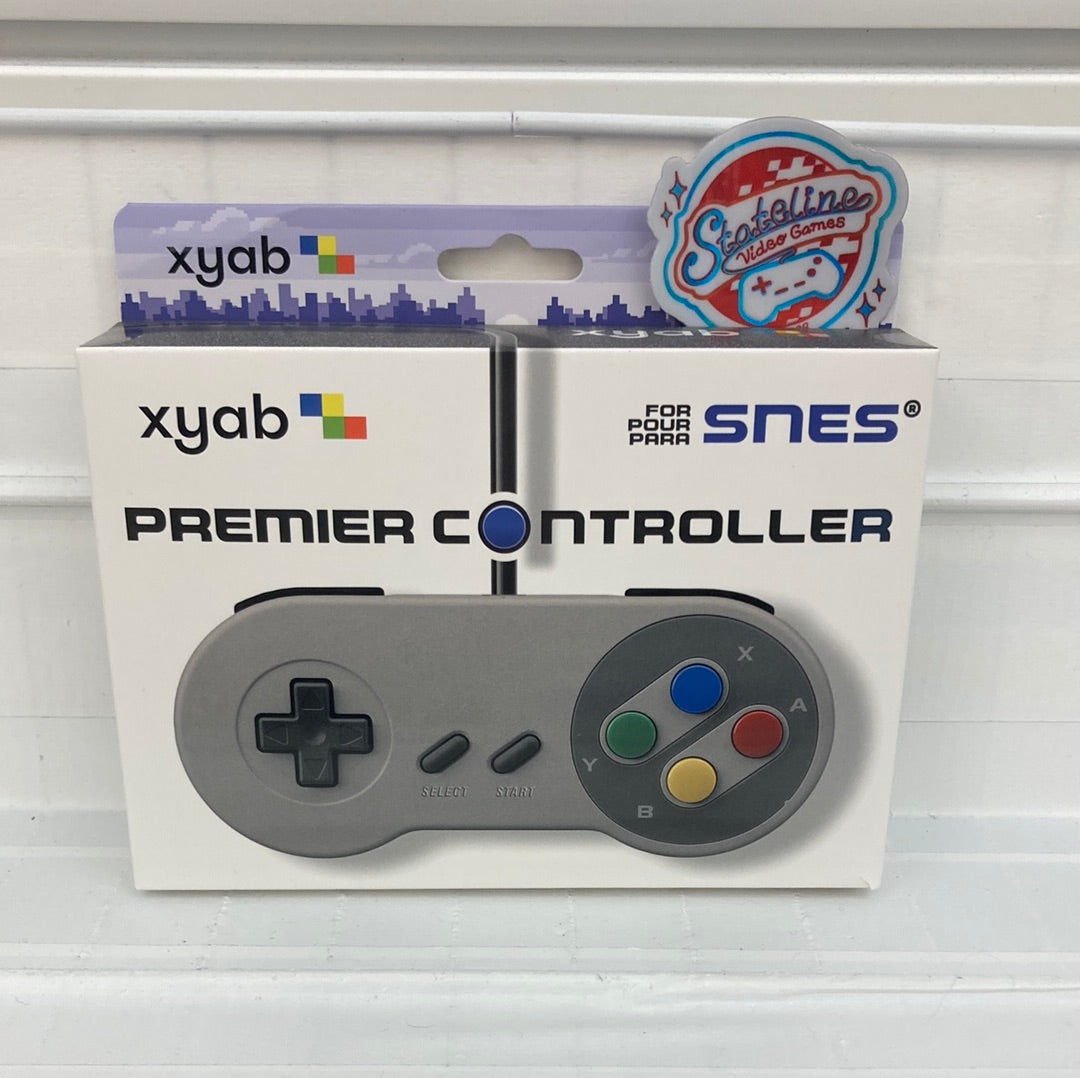 xyab
Stateline
Video Games
xyab
xyab
FOR
POUR
PARA
SNES®
PREMIER CONTROLLER
X
A
Y
B
SELECT
START